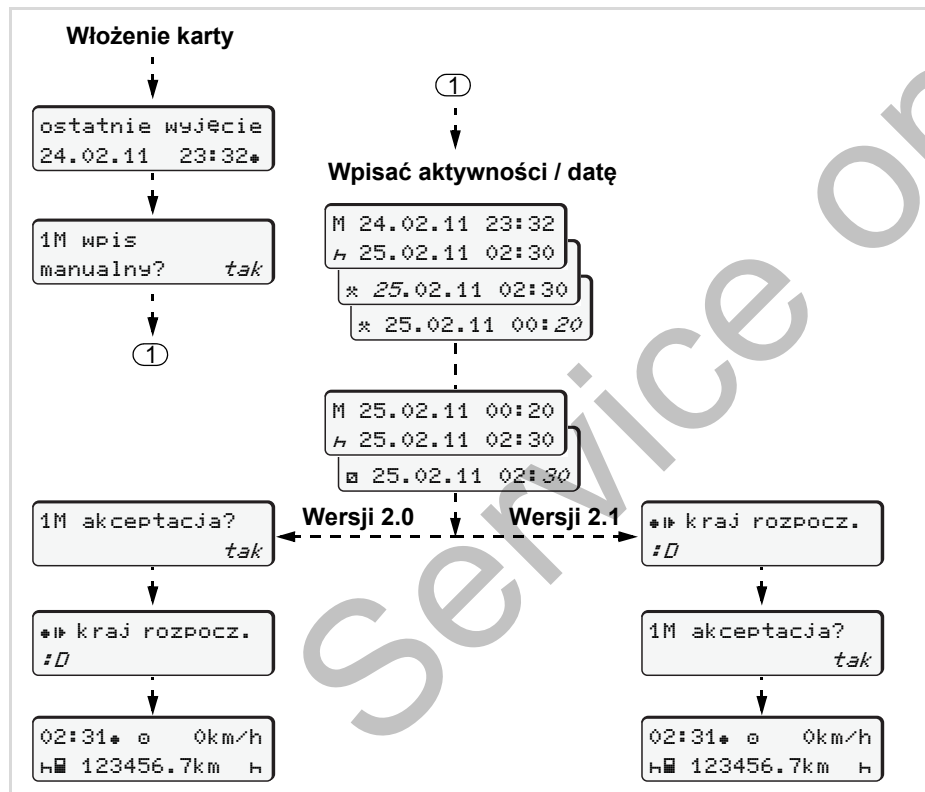 Włożenie karty
ostatnie wyjęcie
24.02.11 23:32
1M wpis
manualny? tak
1
1
Wpisać aktywności / datę
M 24.02.11 23:32
25.02.11 02:30
25.02.11 02:30
25.02.11 00:20
M 25.02.11 00:20
25.02.11 02:30
25.02.11 02:30
Wersji 2.0
Wersji 2.1
1M akceptacja?
tak
kraj rozpocz.
:D
02:31 0km/h
123456.7km
kraj rozpocz.
:D
1M akceptacja?
tak
02:31 0km/h
123456.7km
Service on